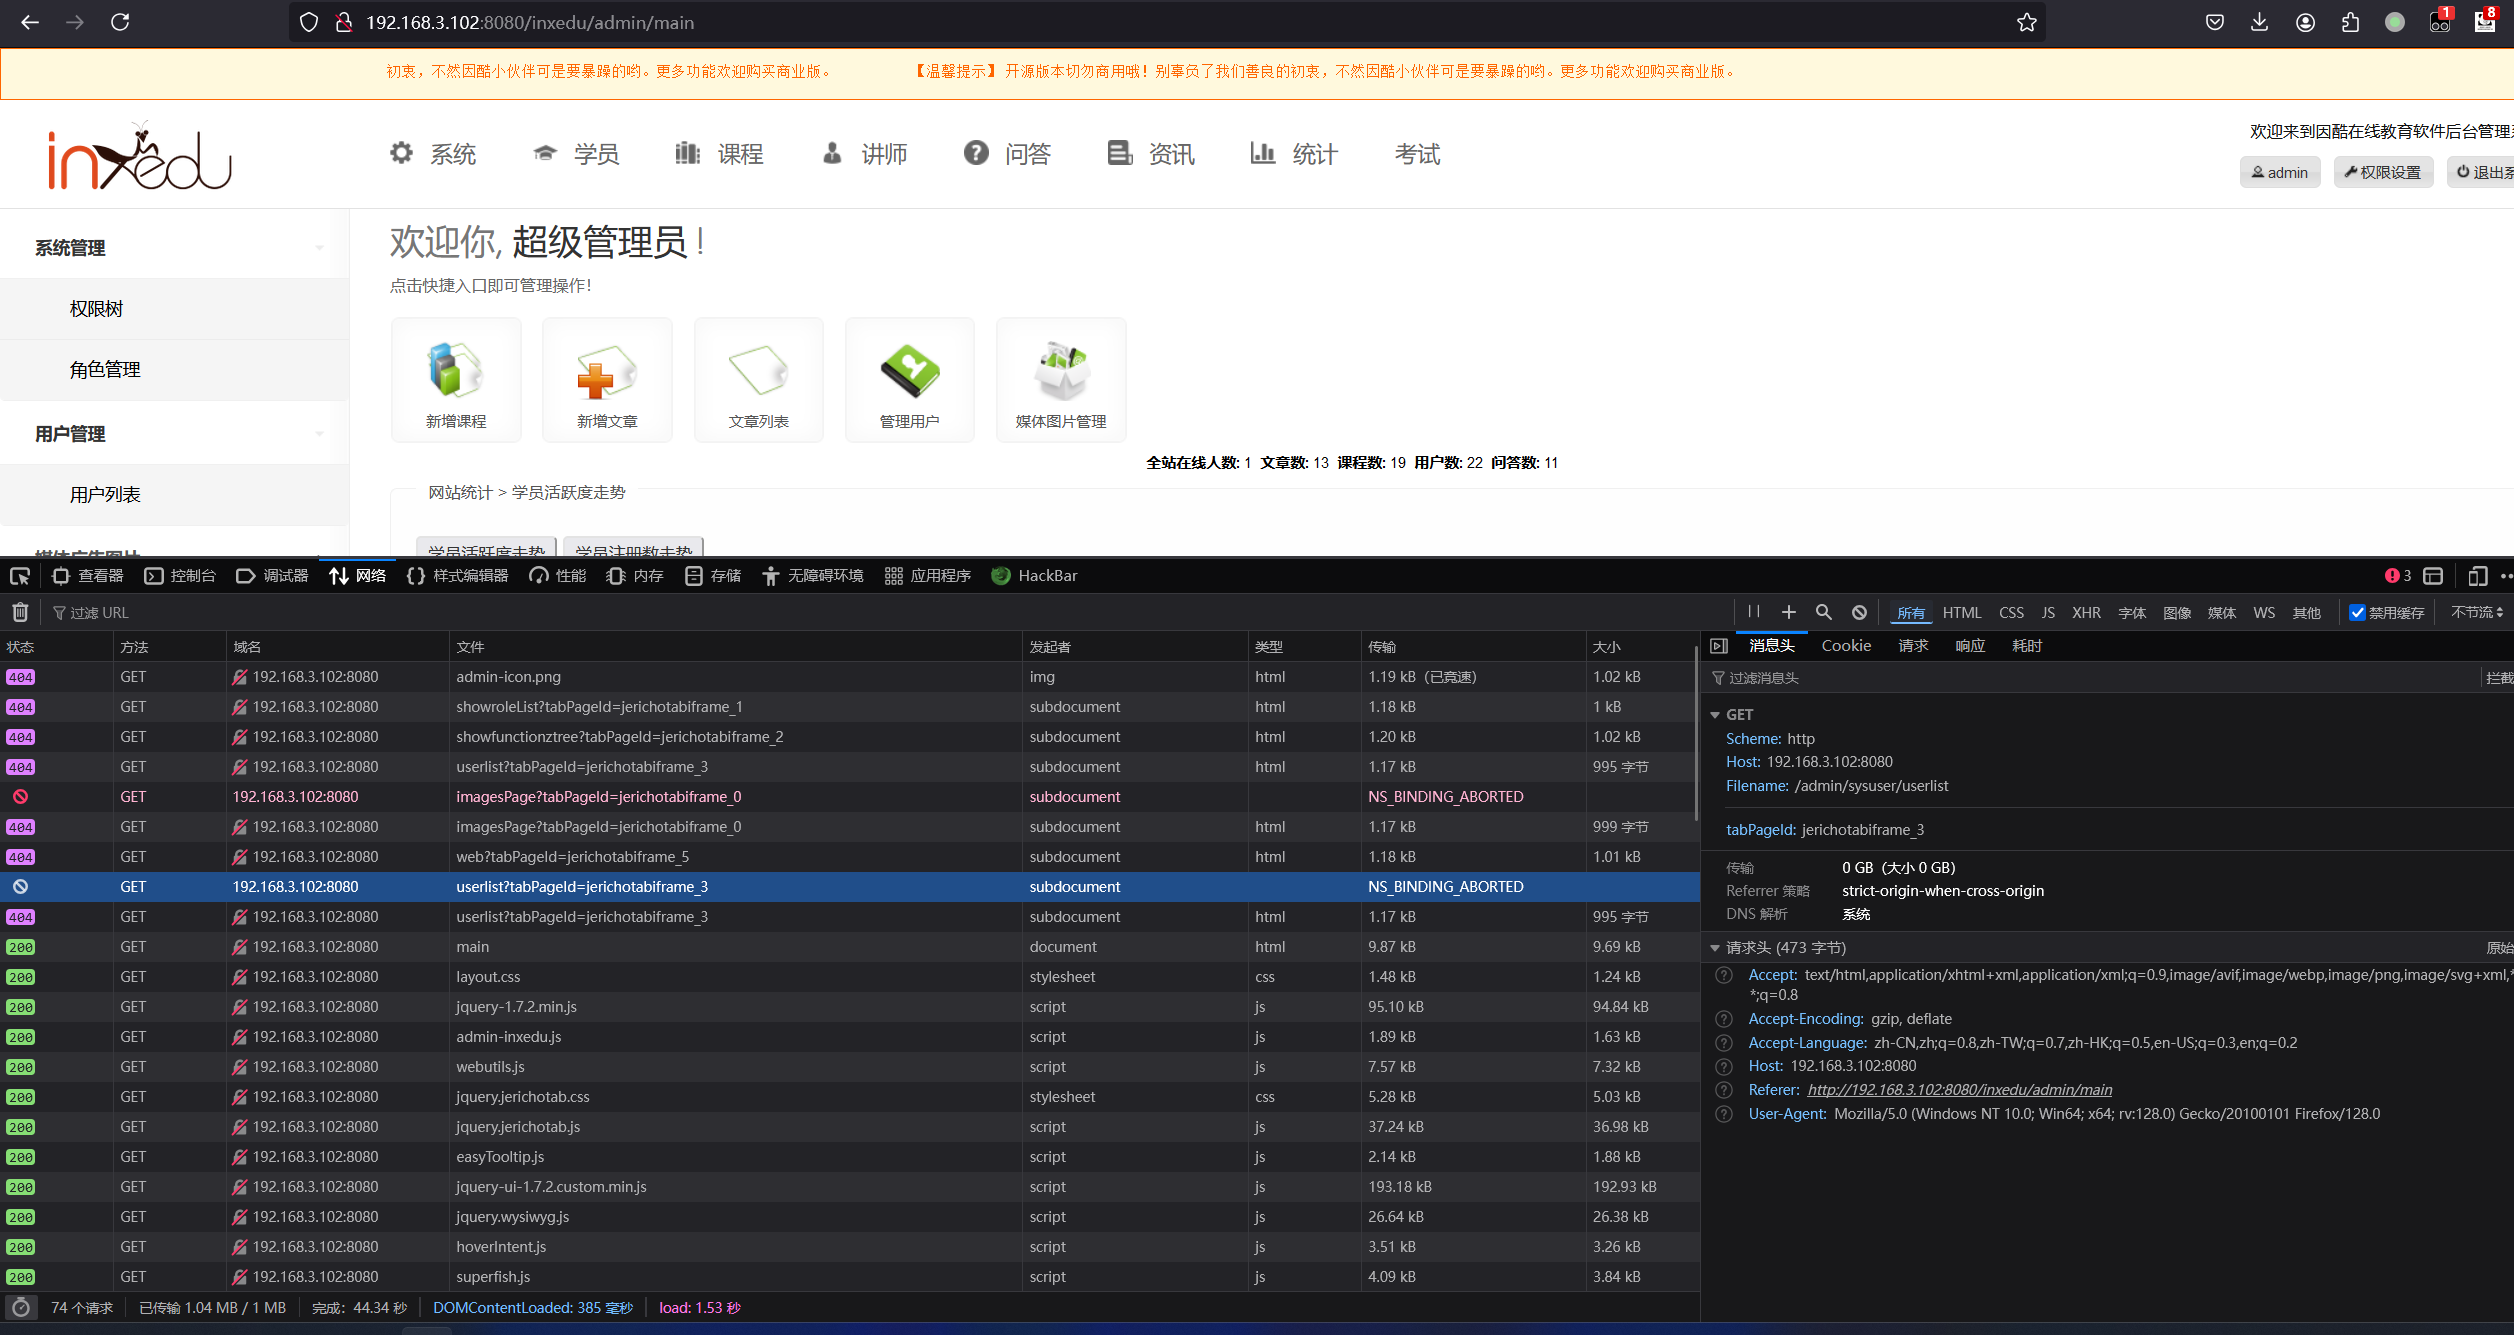 192.168.3.102:8080/inxedu/admin/main
1
8
初衷，不然因酷小伙伴可是要暴躁的哟。更多功能欢迎购买商业版。 【温馨提示】 开源版本切勿商用哦！别辜负了我们善良的初衷，不然因酷小伙伴可是要暴躁的哟。更多功能欢迎购买商业版。
inxedu
系统 学员 课程 讲师 问答 资讯 统计 考试
欢迎来到因酷在线教育软件后台管理
admin 权限设置 退出
系统管理
权限树
角色管理
用户管理
用户列表
媒体广告图片
欢迎你, 超级管理员 !
点击快捷入口即可管理操作!
新增课程 新增文章 文章列表 管理用户 媒体图片管理
全站在线人数: 1 文章数: 13 课程数: 19 用户数: 22 问答数: 11
网站统计 > 学员活跃度走势
学员活跃度走势 学员注册数走势
查看器 控制台 调试器 网络 样式编辑器 性能 内存 存储 无障碍环境 应用程序 HackBar 3
过滤 URL 所有 HTML CSS JS XHR 字体 图像 媒体 WS 其他 禁用缓存 不节流
状态 方法 域名 文件 发起者 类型 传输 大小
404 GET 192.168.3.102:8080 admin-icon.png img html 1.19 kB（已竞速） 1.02 kB
404 GET 192.168.3.102:8080 showroleList?tabPageId=jerichotabiframe_1 subdocument html 1.18 kB 1 kB
404 GET 192.168.3.102:8080 showfunctionztree?tabPageId=jerichotabiframe_2 subdocument html 1.20 kB 1.02 kB
404 GET 192.168.3.102:8080 userlist?tabPageId=jerichotabiframe_3 subdocument html 1.17 kB 995 字节
GET 192.168.3.102:8080 imagesPage?tabPageId=jerichotabiframe_0 subdocument NS_BINDING_ABORTED
404 GET 192.168.3.102:8080 imagesPage?tabPageId=jerichotabiframe_0 subdocument html 1.17 kB 999 字节
404 GET 192.168.3.102:8080 web?tabPageId=jerichotabiframe_5 subdocument html 1.18 kB 1.01 kB
GET 192.168.3.102:8080 userlist?tabPageId=jerichotabiframe_3 subdocument NS_BINDING_ABORTED
404 GET 192.168.3.102:8080 userlist?tabPageId=jerichotabiframe_3 subdocument html 1.17 kB 995 字节
200 GET 192.168.3.102:8080 main document html 9.87 kB 9.69 kB
200 GET 192.168.3.102:8080 layout.css stylesheet css 1.48 kB 1.24 kB
200 GET 192.168.3.102:8080 jquery-1.7.2.min.js script js 95.10 kB 94.84 kB
200 GET 192.168.3.102:8080 admin-inxedu.js script js 1.89 kB 1.63 kB
200 GET 192.168.3.102:8080 webutils.js script js 7.57 kB 7.32 kB
200 GET 192.168.3.102:8080 jquery.jerichotab.css stylesheet css 5.28 kB 5.03 kB
200 GET 192.168.3.102:8080 jquery.jerichotab.js script js 37.24 kB 36.98 kB
200 GET 192.168.3.102:8080 easyTooltip.js script js 2.14 kB 1.88 kB
200 GET 192.168.3.102:8080 jquery-ui-1.7.2.custom.min.js script js 193.18 kB 192.93 kB
200 GET 192.168.3.102:8080 jquery.wysiwyg.js script js 26.64 kB 26.38 kB
200 GET 192.168.3.102:8080 hoverIntent.js script js 3.51 kB 3.26 kB
200 GET 192.168.3.102:8080 superfish.js script js 4.09 kB 3.84 kB
74 个请求 已传输 1.04 MB / 1 MB 完成：44.34 秒 DOMContentLoaded: 385 毫秒 load: 1.53 秒
消息头 Cookie 请求 响应 耗时
过滤消息头 拦截
GET
Scheme: http
Host: 192.168.3.102:8080
Filename: /admin/sysuser/userlist
tabPageId: jerichotabiframe_3
传输 0 GB（大小 0 GB）
Referrer 策略 strict-origin-when-cross-origin
DNS 解析 系统
请求头 (473 字节) 原始
Accept: text/html,application/xhtml+xml,application/xml;q=0.9,image/avif,image/webp,image/png,image/svg+xml,*
*;q=0.8
Accept-Encoding: gzip, deflate
Accept-Language: zh-CN,zh;q=0.8,zh-TW;q=0.7,zh-HK;q=0.5,en-US;q=0.3,en;q=0.2
Host: 192.168.3.102:8080
Referer: http://192.168.3.102:8080/inxedu/admin/main
User-Agent: Mozilla/5.0 (Windows NT 10.0; Win64; x64; rv:128.0) Gecko/20100101 Firefox/128.0